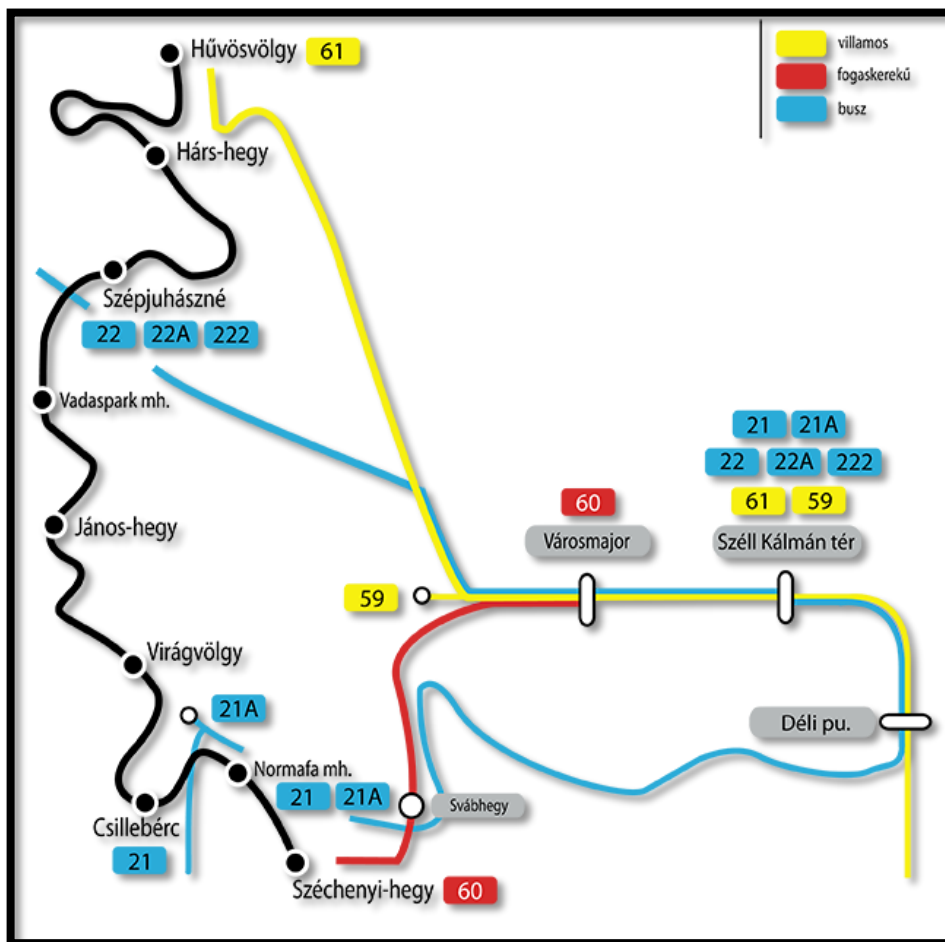 Hűvösvölgy 61
villamos
fogaskerekű
busz
Hárs-hegy
Szépjuhászné
22 22A 222
Vadaspark mh.
21 21A
22 22A 222
61 59
Széll Kálmán tér
60
Városmajor
János-hegy
59
Virágvölgy
21A
Déli pu.
Normafa mh.
21 21A
Svábhegy
Csillebérc
21
Széchenyi-hegy 60